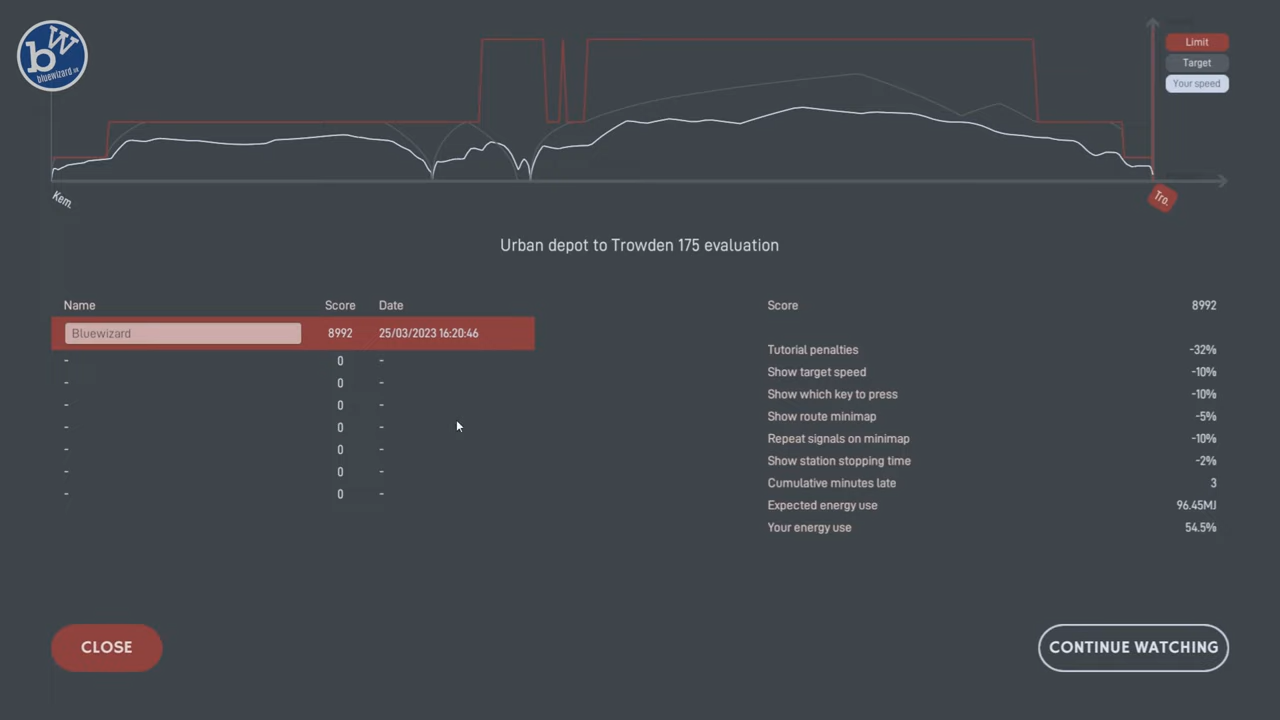 bW
bluewizard
Limit
Target
Your speed
Kem.
Tro.
Urban depot to Trowden 175 evaluation
Name Score Date
Bluewizard 8992 25/03/2023 16:20:46
- 0 -
- 0 -
- 0 -
- 0 -
- 0 -
- 0 -
- 0 -
Score 8992
Tutorial penalties -32%
Show target speed -10%
Show which key to press -10%
Show route minimap -5%
Repeat signals on minimap -10%
Show station stopping time -2%
Cumulative minutes late 3
Expected energy use 96.45MJ
Your energy use 54.5%
CLOSE
CONTINUE WATCHING